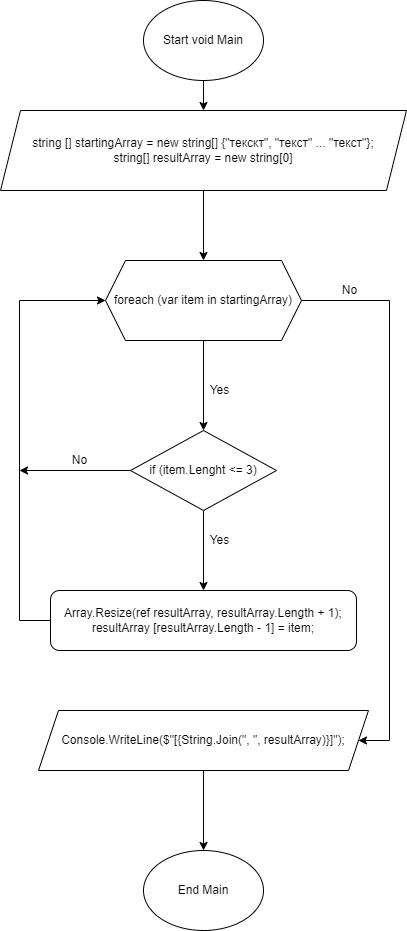 Start void Main
string [] startingArray = new string[] {"текскт", "текст" ... "текст"};
string[] resultArray = new string[0]
foreach (var item in startingArray)
No
Yes
if (item.Lenght <= 3)
No
Yes
Array.Resize(ref resultArray, resultArray.Length + 1);
resultArray [resultArray.Length - 1] = item;
Console.WriteLine($"[{String.Join(", ", resultArray)}]");
End Main